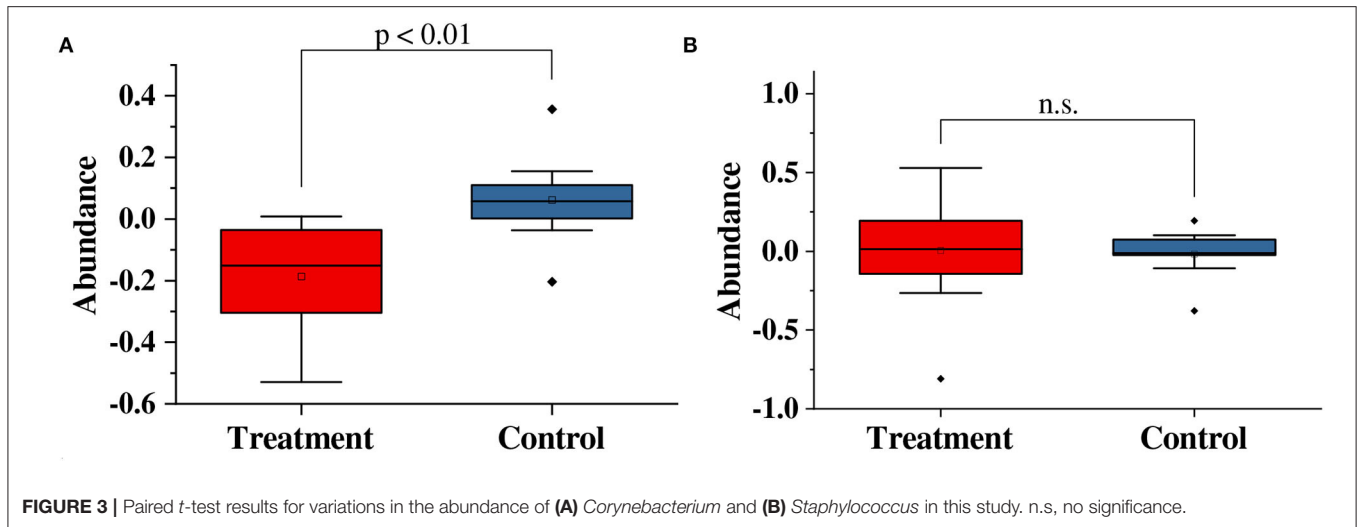 A
p < 0.01
Abundance
0.4
0.2
0.0
-0.2
-0.4
-0.6
Treatment
Control
B
n.s.
Abundance
1.0
0.5
0.0
-0.5
-1.0
Treatment
Control
FIGURE 3 | Paired t-test results for variations in the abundance of (A) Corynebacterium and (B) Staphylococcus in this study. n.s, no significance.